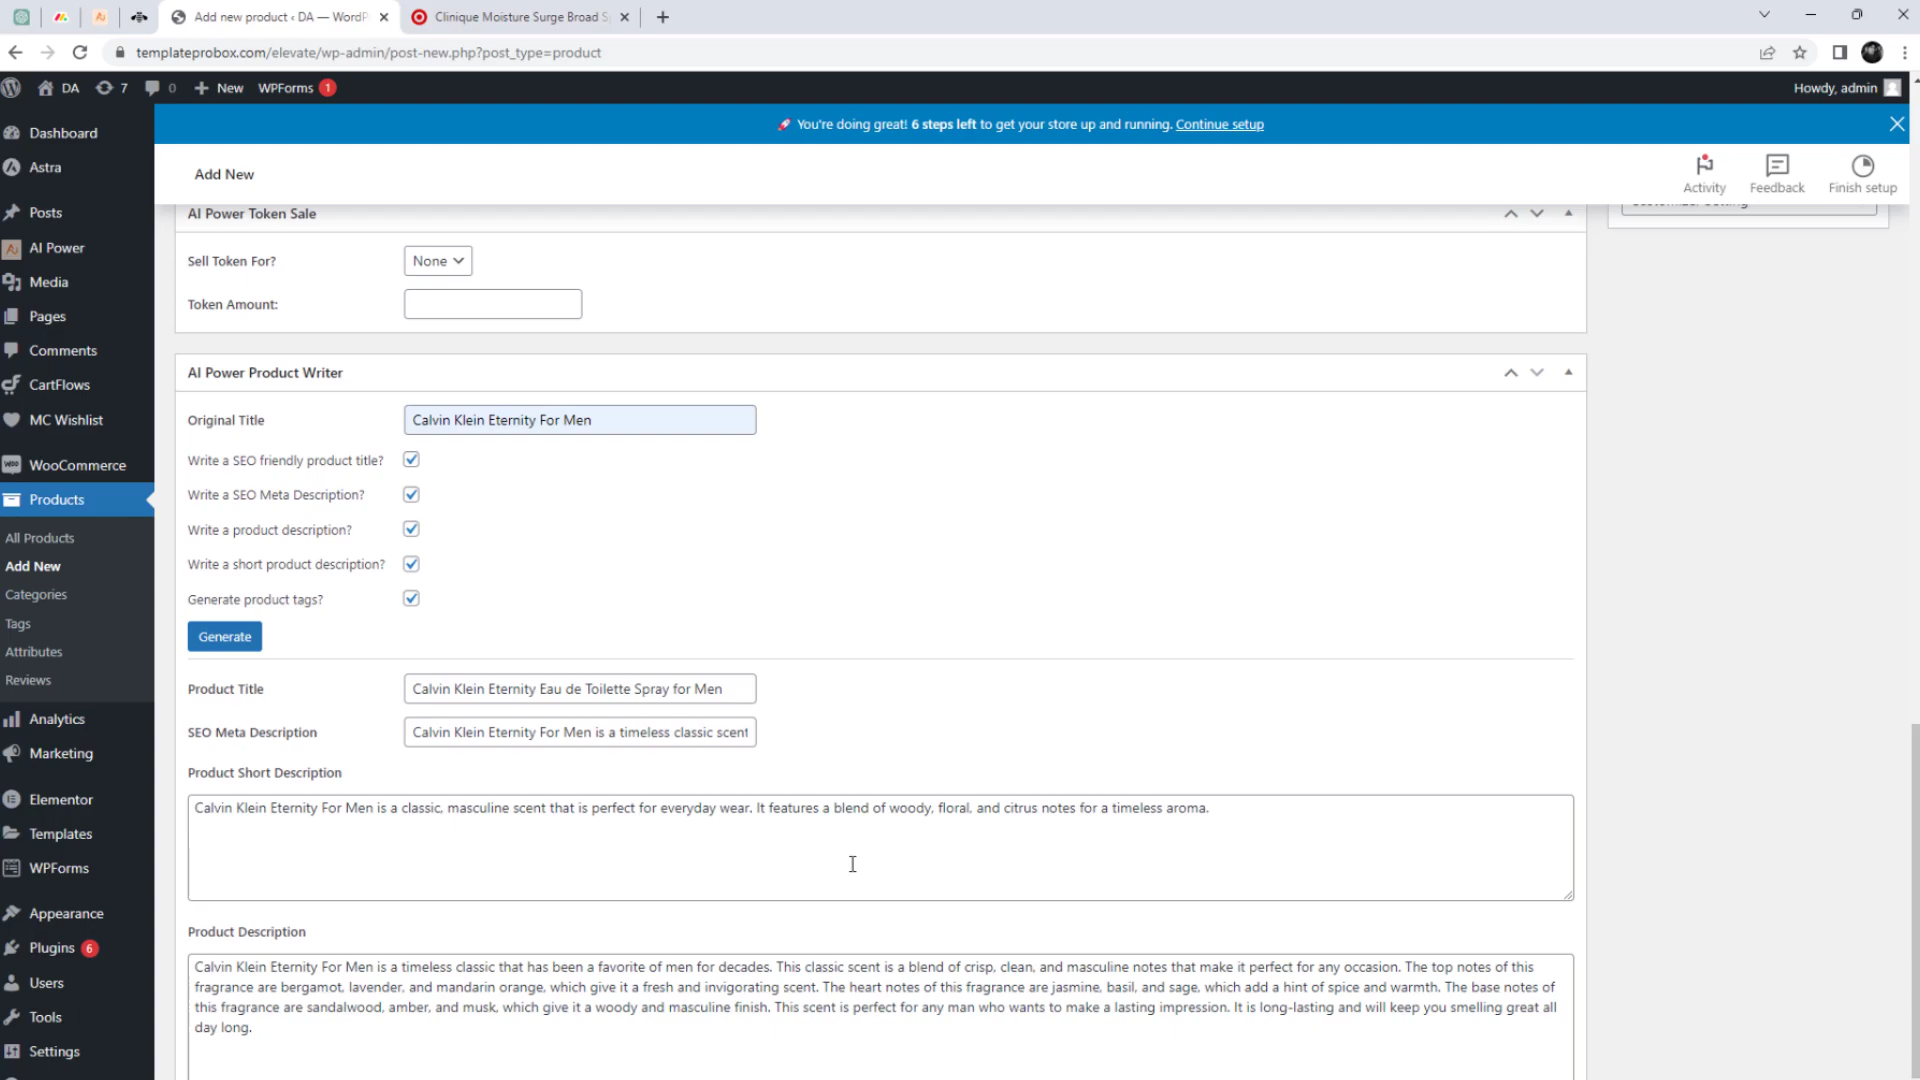 Add new product ‹ DA — WordP
Clinique Moisture Surge Broad S
templateprobox.com/elevate/wp-admin/post-new.php?post_type=product
DA
7
0
New
WPForms 1
Howdy, admin
You're doing great! 6 steps left to get your store up and running. Continue setup
Add New
Activity
Feedback
Finish setup
Dashboard
Astra
Posts
AI Power
Media
Pages
Comments
CartFlows
MC Wishlist
WooCommerce
Products
All Products
Add New
Categories
Tags
Attributes
Reviews
Analytics
Marketing
Elementor
Templates
WPForms
Appearance
Plugins 6
Users
Tools
Settings
AI Power Token Sale
Sell Token For? None
Token Amount:
AI Power Product Writer
Original Title Calvin Klein Eternity For Men
Write a SEO friendly product title?
Write a SEO Meta Description?
Write a product description?
Write a short product description?
Generate product tags?
Generate
Product Title Calvin Klein Eternity Eau de Toilette Spray for Men
SEO Meta Description Calvin Klein Eternity For Men is a timeless classic scent
Product Short Description
Calvin Klein Eternity For Men is a classic, masculine scent that is perfect for everyday wear. It features a blend of woody, floral, and citrus notes for a timeless aroma.
Product Description
Calvin Klein Eternity For Men is a timeless classic that has been a favorite of men for decades. This classic scent is a blend of crisp, clean, and masculine notes that make it perfect for any occasion. The top notes of this
fragrance are bergamot, lavender, and mandarin orange, which give it a fresh and invigorating scent. The heart notes of this fragrance are jasmine, basil, and sage, which add a hint of spice and warmth. The base notes of
this fragrance are sandalwood, amber, and musk, which give it a woody and masculine finish. This scent is perfect for any man who wants to make a lasting impression. It is long-lasting and will keep you smelling great all
day long.